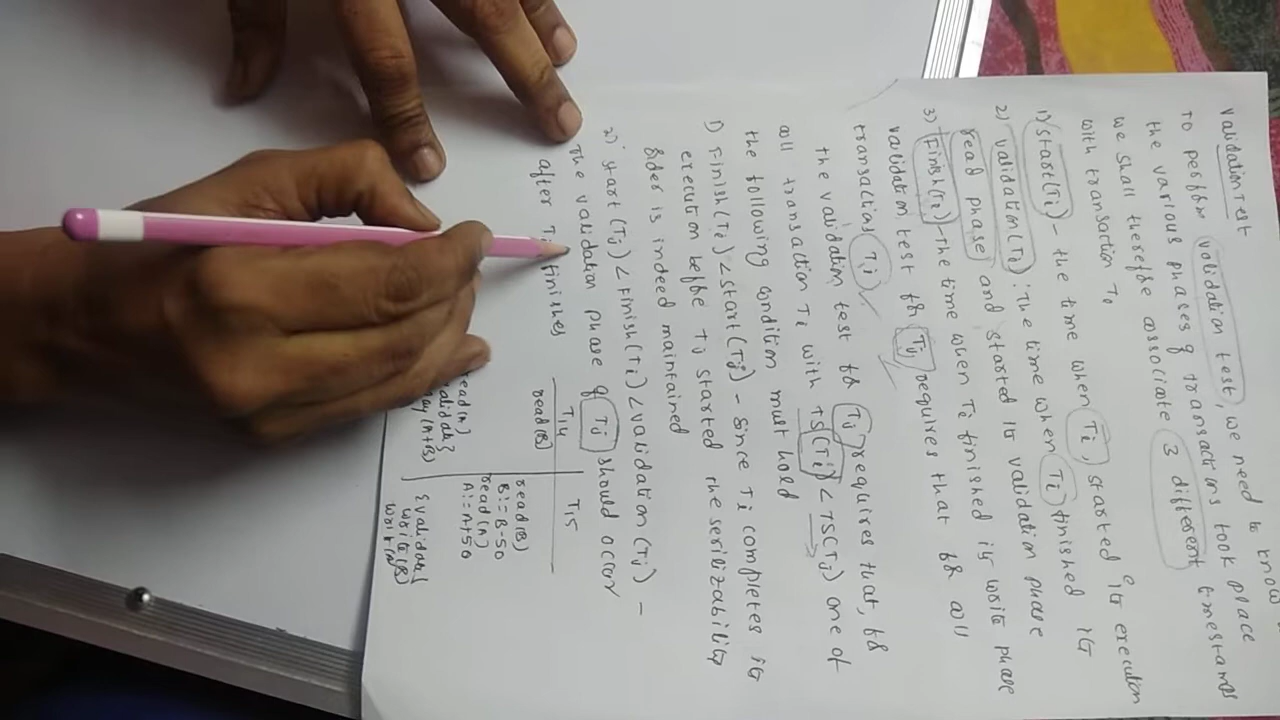 Validation Test
To perfor validation test, we need to know
the various phases of transactions took place
we shall therefore associate 3 different timestamps
with transaction Ti
1) Start(Ti) - the time when Ti, started its execution
2) validation(Ti): The time when Ti finished its
read phase and started its validation phase
3) Finish(Ti) - The time when Ti finished its write phase
validation test for Tj requires that for all
transaction Ti
the validation test for Tj requires that, for
all transaction Ti with TS(Ti) < TS(Tj) one of
the following condition must hold
1) Finish(Ti) < start(Tj) - since Ti completes its
execution before Tj started the serilizability
order is indeed maintained
2) start(Tj) < Finish(Ti) < validation(Tj) -
The validation phase of Tj should occur
after Ti finishes
T14 T15
read(B)
read(B)
B:=B-50
read(A)
A:=A+50
read(A)
validate}
(A+B)
{validate}
write(B)
write(A)